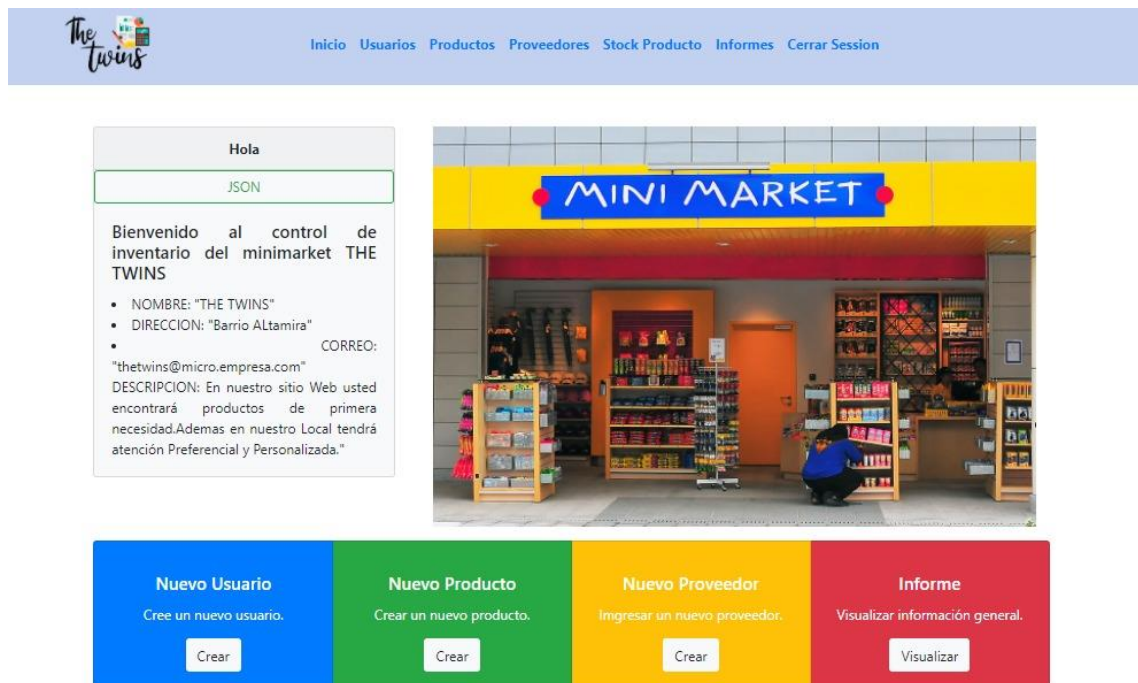 The
twins
Inicio Usuarios Productos Proveedores Stock Producto Informes Cerrar Session
Hola
JSON
Bienvenido al control de
inventario del minimarket THE
TWINS
• NOMBRE: "THE TWINS"
• DIRECCION: "Barrio ALtamira"
• CORREO:
"thetwins@micro.empresa.com"
DESCRIPCION: En nuestro sitio Web usted
encontrará productos de primera
necesidad.Ademas en nuestro Local tendrá
atención Preferencial y Personalizada."
MINI MARKET
Nuevo Usuario
Cree un nuevo usuario.
Crear
Nuevo Producto
Crear un nuevo producto.
Crear
Nuevo Proveedor
Imgresar un nuevo proveedor.
Crear
Informe
Visualizar información general.
Visualizar